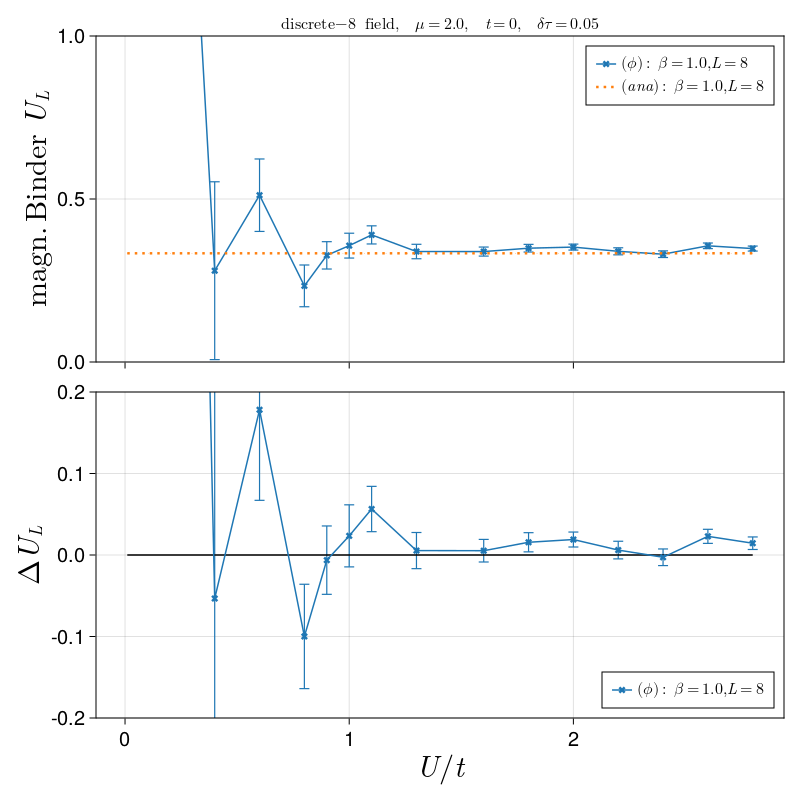 discrete−8 field, μ = 2.0, t = 0, δτ = 0.05
magn. Binder U_L
1.0
0.5
0.0
(ϕ) : β = 1.0, L = 8
(ana) : β = 1.0, L = 8
Δ U_L
0.2
0.1
0.0
-0.1
-0.2
(ϕ) : β = 1.0, L = 8
0 1 2
U/t